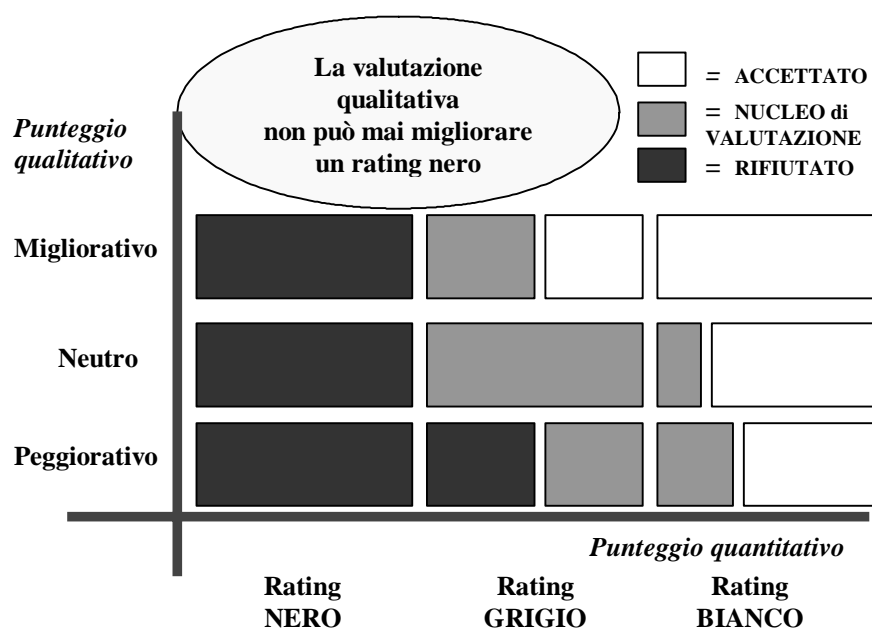 La valutazione
qualitativa
non può mai migliorare
un rating nero
= ACCETTATO
= NUCLEO di
VALUTAZIONE
= RIFIUTATO
Punteggio
qualitativo
Migliorativo
Neutro
Peggiorativo
Punteggio quantitativo
Rating
NERO
Rating
GRIGIO
Rating
BIANCO